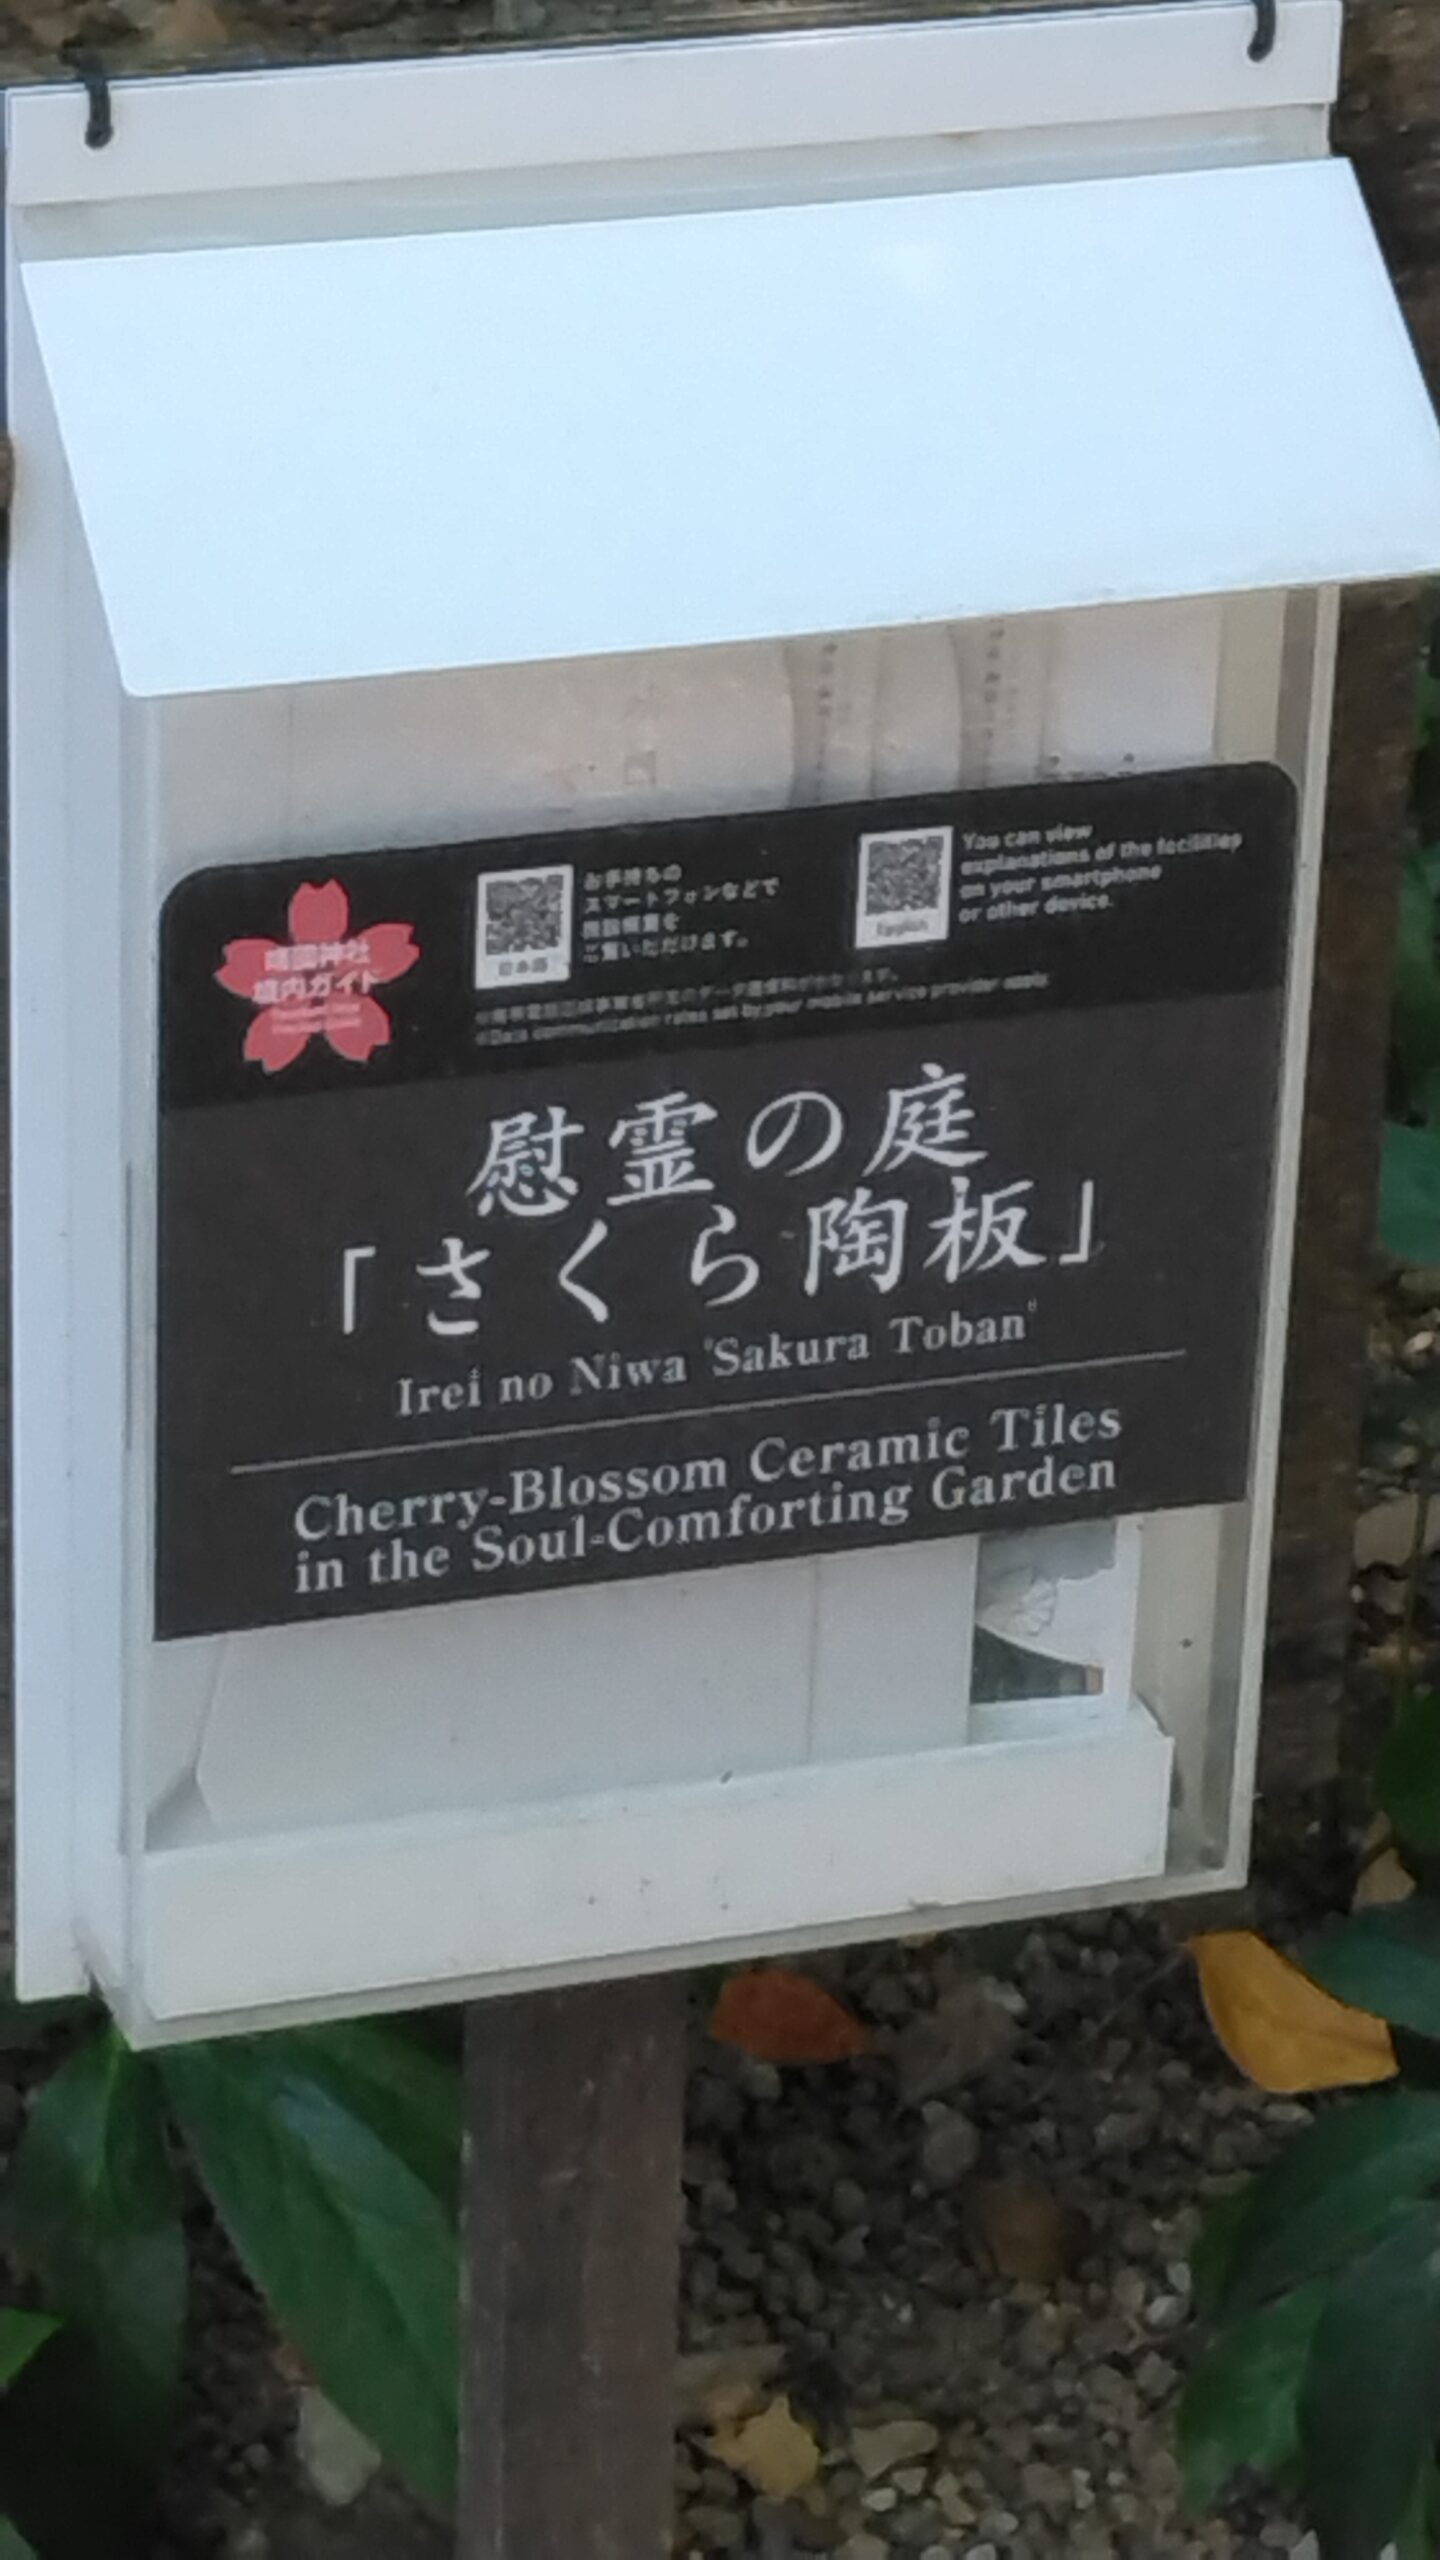 靖國神社
境内ガイド
お手持ちの
スマートフォンなどで
施設概要を
ご覧いただけます。
日本語
You can view
explanations of the facilities
on your smartphone
or other device.
English
※Data communication rates set by your mobile service provider apply.
慰霊の庭
「さくら陶板」
Irei no Niwa "Sakura Toban"
Cherry-Blossom Ceramic Tiles
in the Soul-Comforting Garden